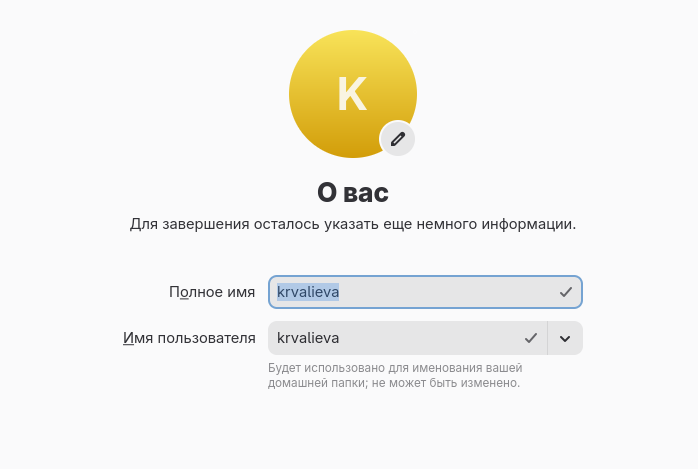 K
О вас
Для завершения осталось указать еще немного информации.
Полное имя krvalieva
Имя пользователя krvalieva
Будет использовано для именования вашей
домашней папки; не может быть изменено.